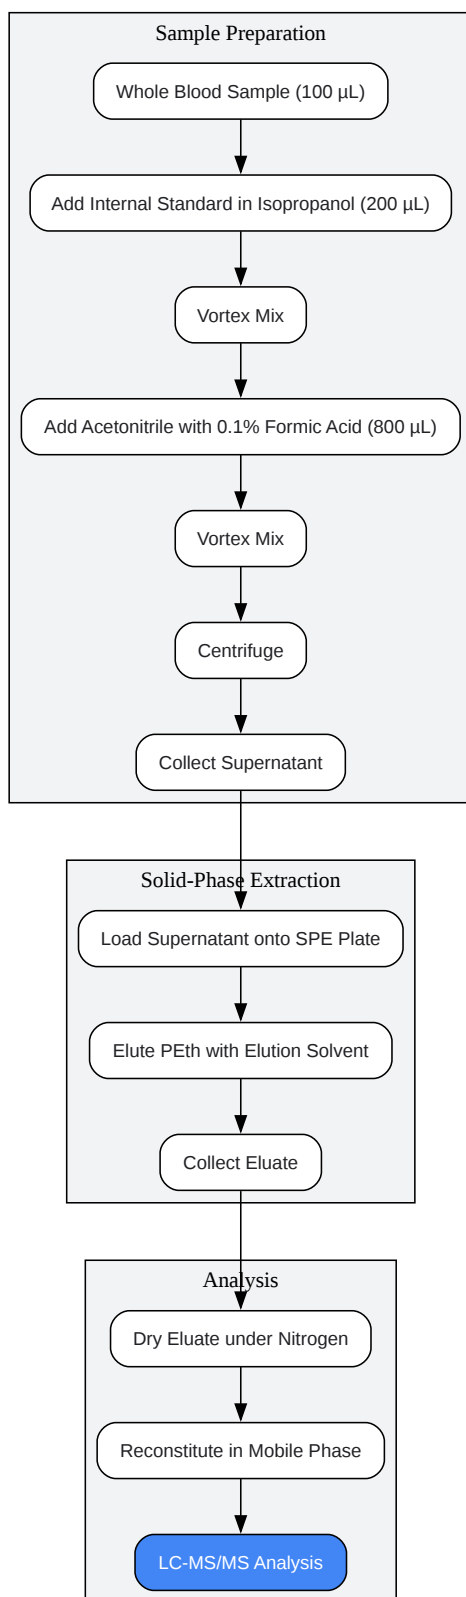 Sample Preparation
Whole Blood Sample (100 µL)
Add Internal Standard in Isopropanol (200 µL)
Vortex Mix
Add Acetonitrile with 0.1% Formic Acid (800 µL)
Vortex Mix
Centrifuge
Collect Supernatant
Solid-Phase Extraction
Load Supernatant onto SPE Plate
Elute PEth with Elution Solvent
Collect Eluate
Analysis
Dry Eluate under Nitrogen
Reconstitute in Mobile Phase
LC-MS/MS Analysis